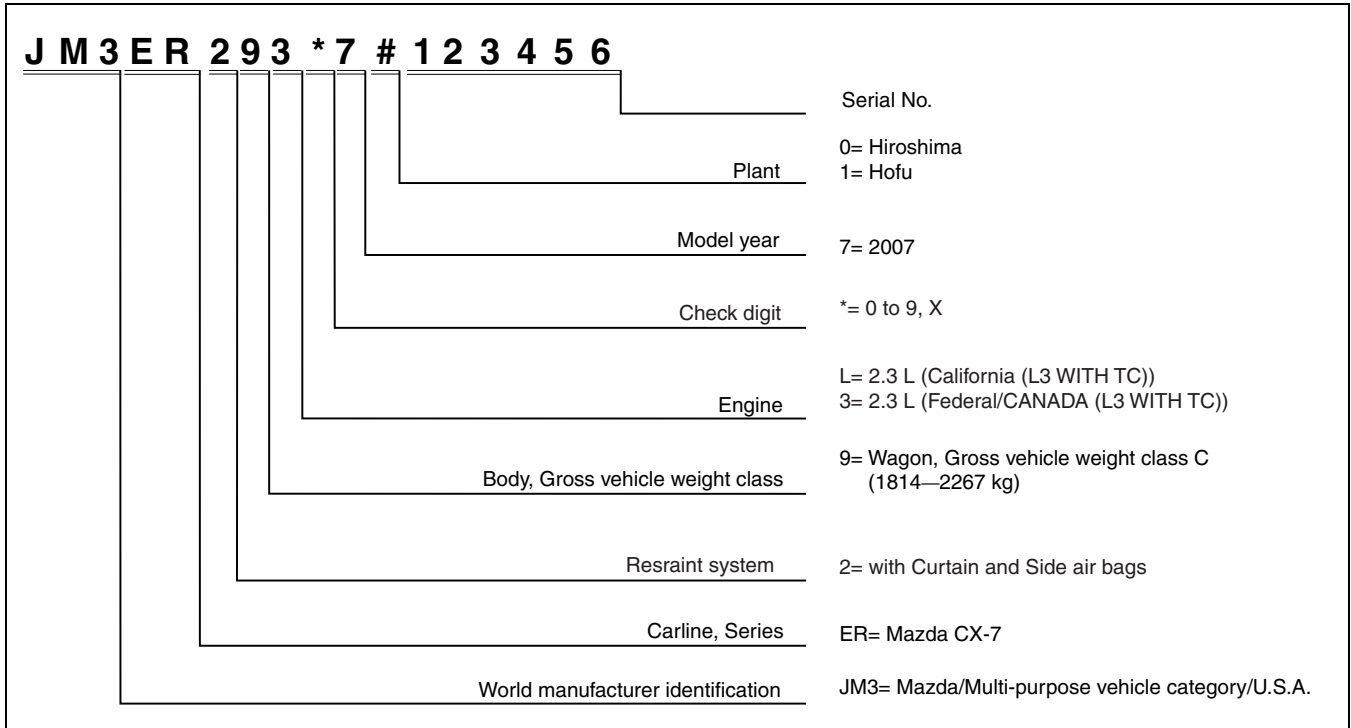 J M 3 E R 2 9 3 * 7 # 1 2 3 4 5 6
Serial No.
Plant
0= Hiroshima
1= Hofu
Model year
7= 2007
Check digit
*= 0 to 9, X
Engine
L= 2.3 L (California (L3 WITH TC))
3= 2.3 L (Federal/CANADA (L3 WITH TC))
Body, Gross vehicle weight class
9= Wagon, Gross vehicle weight class C
(1814—2267 kg)
Resraint system
2= with Curtain and Side air bags
Carline, Series
ER= Mazda CX-7
World manufacturer identification
JM3= Mazda/Multi-purpose vehicle category/U.S.A.